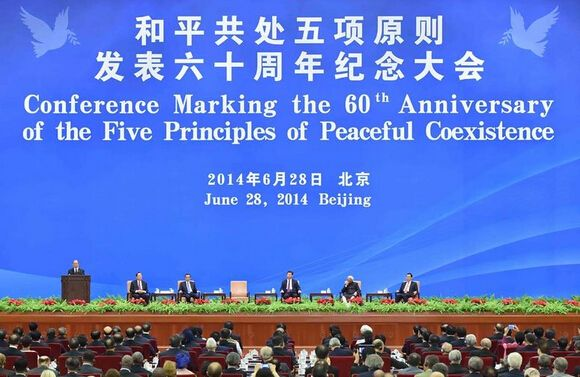 和平共处五项原则
发表六十周年纪念大会
Conference Marking the 60th Anniversary
of the Five Principles of Peaceful Coexistence
2014年6月28日 北京
June 28, 2014 Beijing